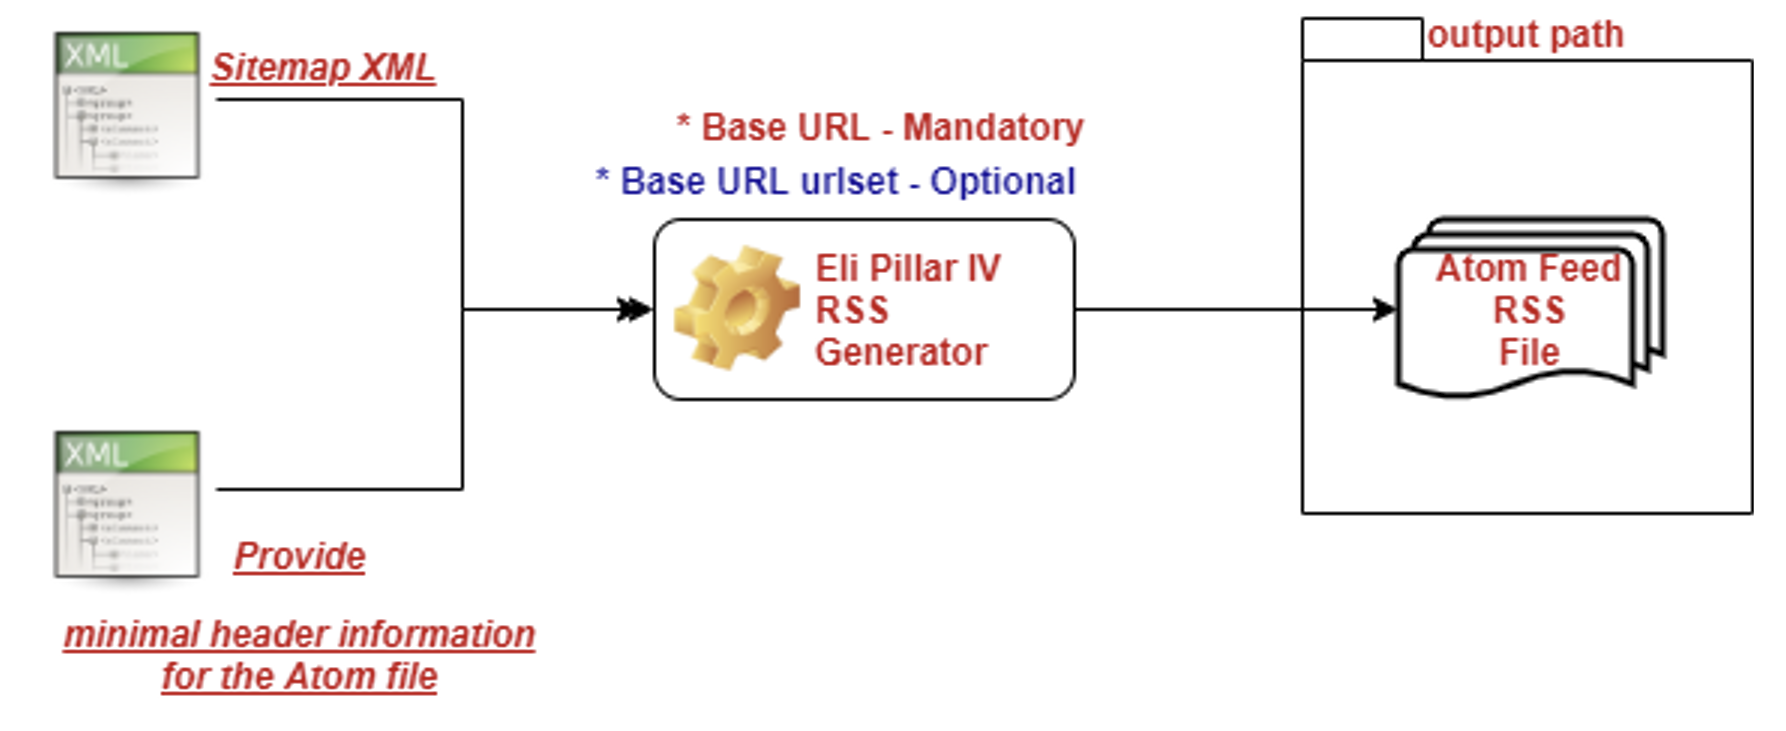 XML
Sitemap XML
output path
* Base URL - Mandatory
* Base URL urlset - Optional
Eli Pillar IV
RSS
Generator
Atom Feed
RSS
File
XML
Provide
minimal header information
for the Atom file